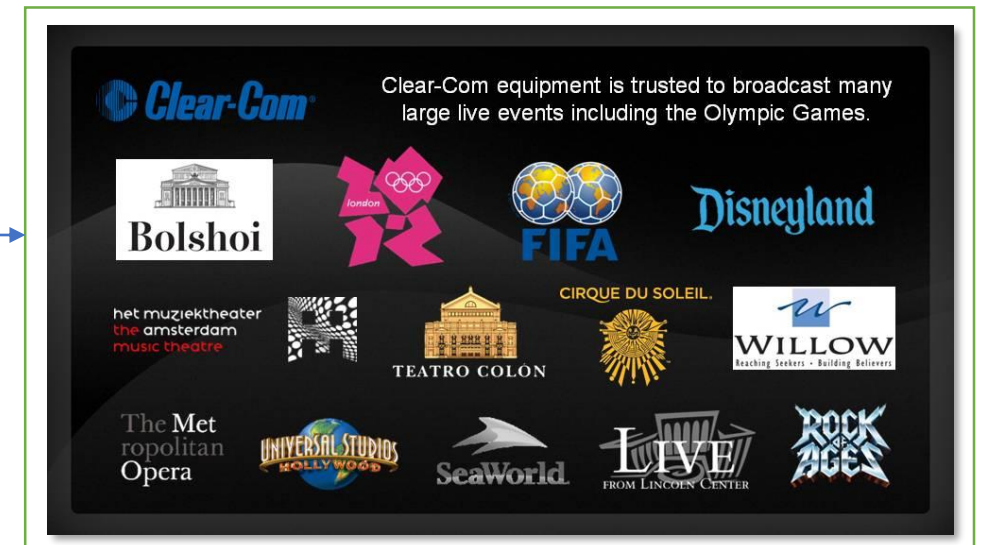 Clear-Com
Clear-Com equipment is trusted to broadcast many
large live events including the Olympic Games.
Bolshoi
london
FIFA
Disneyland
het muziektheater
the amsterdam
music theatre
TEATRO COLÓN
CIRQUE DU SOLEIL.
WILLOW
Reaching Seekers - Building Believers
The Met
ropolitan
Opera
UNIVERSAL STUDIOS
HOLLYWOOD
SeaWorld
LIVE
FROM LINCOLN CENTER
ROCK
OF
AGES